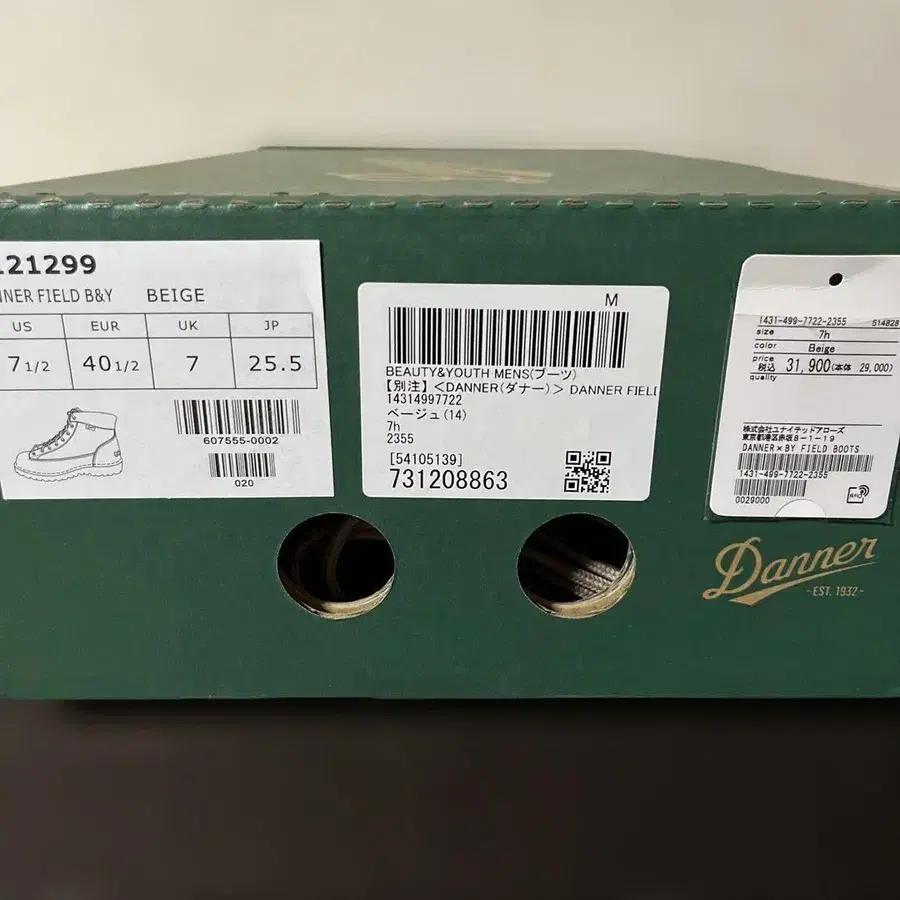 121299
NNER FIELD B&Y BEIGE
US EUR UK JP
7 1/2 40 1/2 7 25.5
607555-0002
020
M
BEAUTY&YOUTH MENS(ブーツ)
【別注】<DANNER(ダナー)> DANNER FIELD
14314997722
ベージュ(14)
7h
2355
[54105139]
731208863
1431-499-7722-2355 514828
size 7h
color Beige
price
税込 31,900(本体 29,000)
quality
株式会社ユナイテッドアローズ
東京都港区赤坂8-1-19
DANNER×BY FIELD BOOTS
1431-499-7722-2355
0029000
RFID
Danner
-EST. 1932-